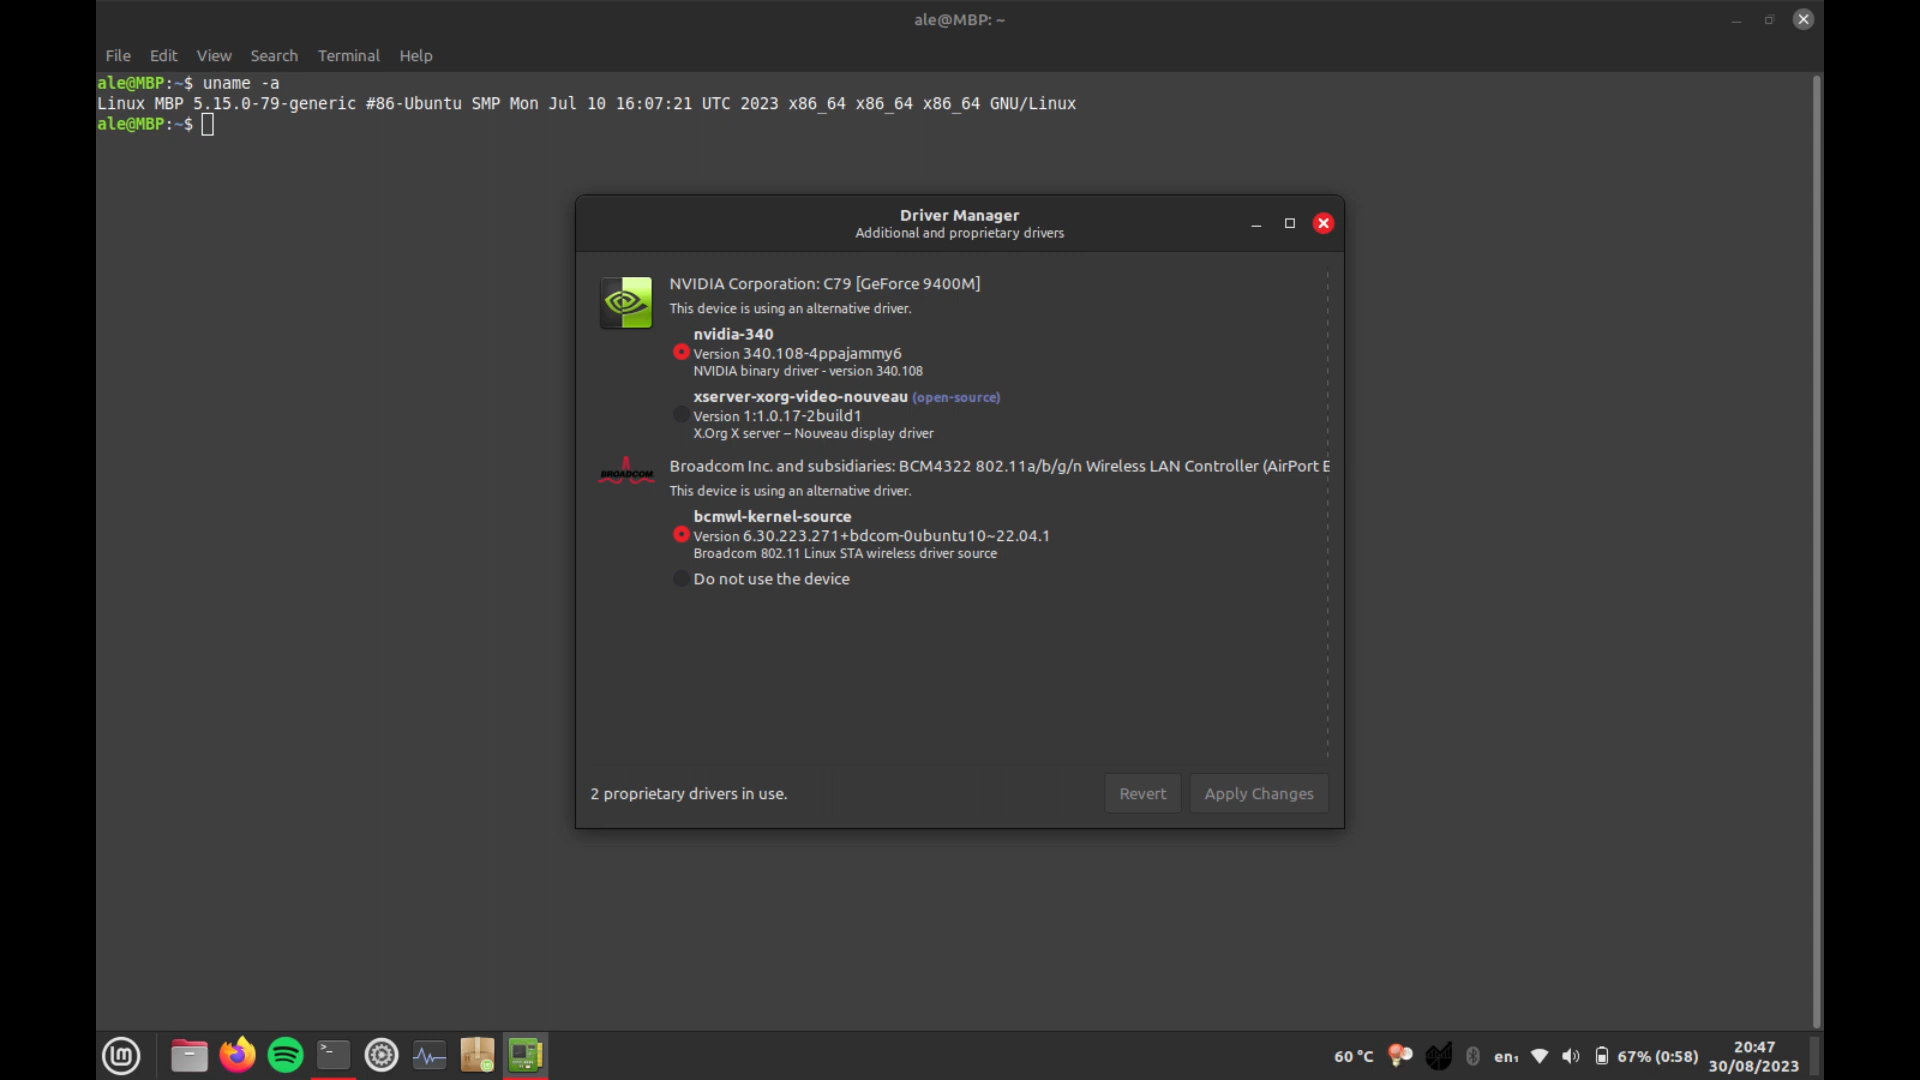 ale@MBP: ~
File Edit View Search Terminal Help
ale@MBP:~$ uname -a
Linux MBP 5.15.0-79-generic #86-Ubuntu SMP Mon Jul 10 16:07:21 UTC 2023 x86_64 x86_64 x86_64 GNU/Linux
ale@MBP:~$
Driver Manager
Additional and proprietary drivers
NVIDIA Corporation: C79 [GeForce 9400M]
This device is using an alternative driver.
nvidia-340
Version 340.108-4ppajammy6
NVIDIA binary driver - version 340.108
xserver-xorg-video-nouveau (open-source)
Version 1:1.0.17-2build1
X.Org X server -- Nouveau display driver
BROADCOM
Broadcom Inc. and subsidiaries: BCM4322 802.11a/b/g/n Wireless LAN Controller (AirPort E
This device is using an alternative driver.
bcmwl-kernel-source
Version 6.30.223.271+bdcom-0ubuntu10~22.04.1
Broadcom 802.11 Linux STA wireless driver source
Do not use the device
2 proprietary drivers in use.
Revert Apply Changes
60 °C en₁ 67% (0:58) 20:47
30/08/2023